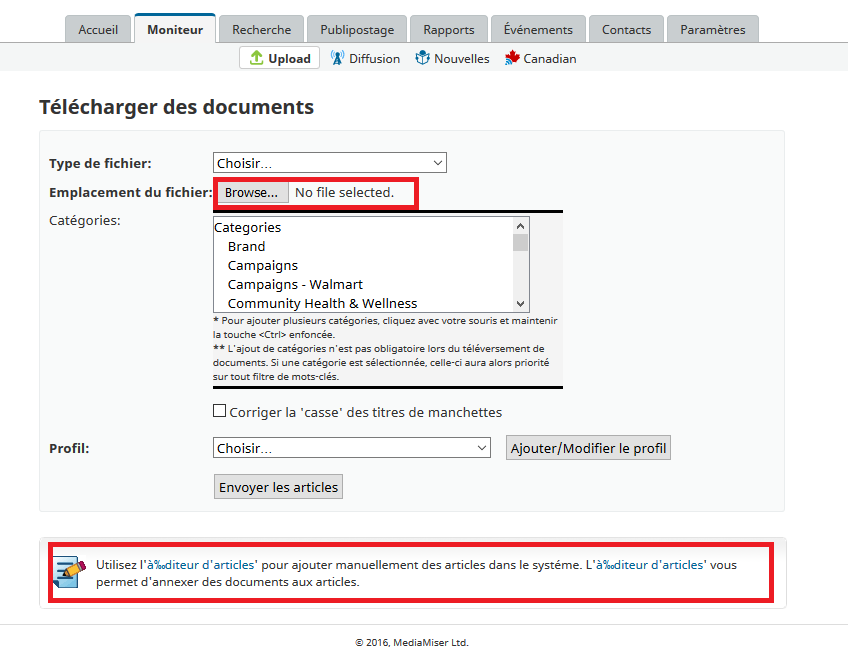 Accueil Moniteur Recherche Publipostage Rapports Événements Contacts Paramètres
Upload Diffusion Nouvelles Canadian
Télécharger des documents
Type de fichier: Choisir...
Emplacement du fichier: Browse... No file selected.
Catégories:
Categories
Brand
Campaigns
Campaigns - Walmart
Community Health & Wellness
* Pour ajouter plusieurs catégories, cliquez avec votre souris et maintenir
la touche <Ctrl> enfoncée.
** L'ajout de catégories n'est pas obligatoire lors du téléversement de
documents. Si une catégorie est sélectionnée, celle-ci aura alors priorité
sur tout filtre de mots-clés.
Corriger la 'casse' des titres de manchettes
Profil: Choisir... Ajouter/Modifier le profil
Envoyer les articles
Utilisez l'à‰diteur d'articles' pour ajouter manuellement des articles dans le systéme. L'à‰diteur d'articles' vous
permet d'annexer des documents aux articles.
© 2016, MediaMiser Ltd.